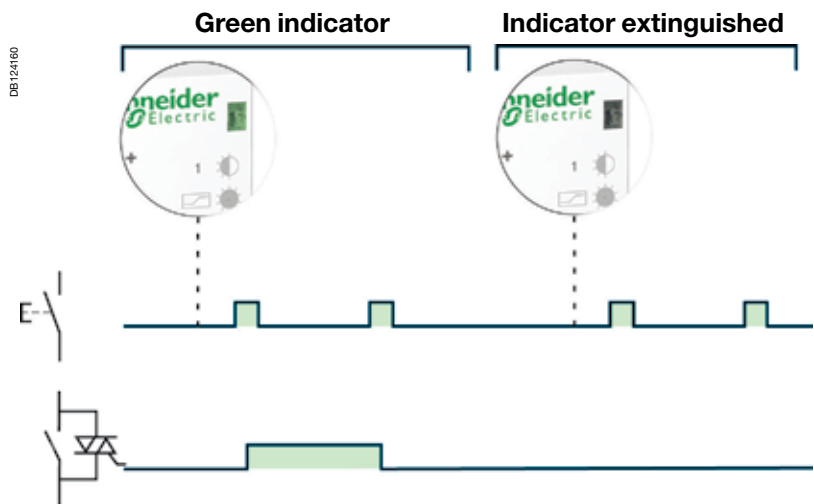 Green indicator
Indicator extinguished
DB124160
neider
Electric
1
neider
Electric
1